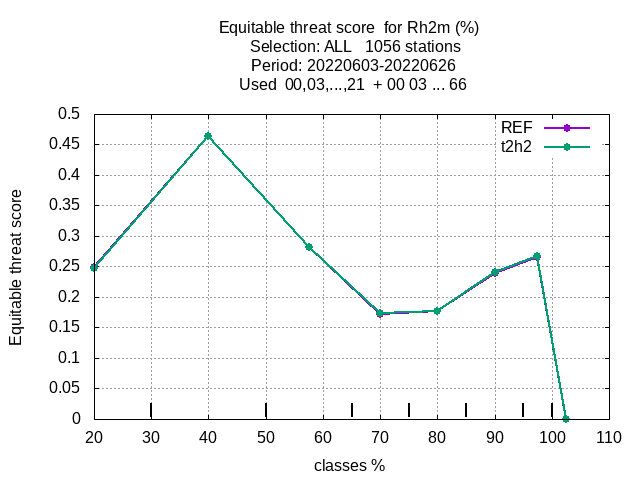 Equitable threat score  for Rh2m (%)
Selection: ALL   1056 stations
Period: 20220603-20220626
Used  00,03,...,21  + 00 03 ... 66
REF
t2h2
Equitable threat score
0.5
0.45
0.4
0.35
0.3
0.25
0.2
0.15
0.1
0.05
0
20 30 40 50 60 70 80 90 100 110
classes %